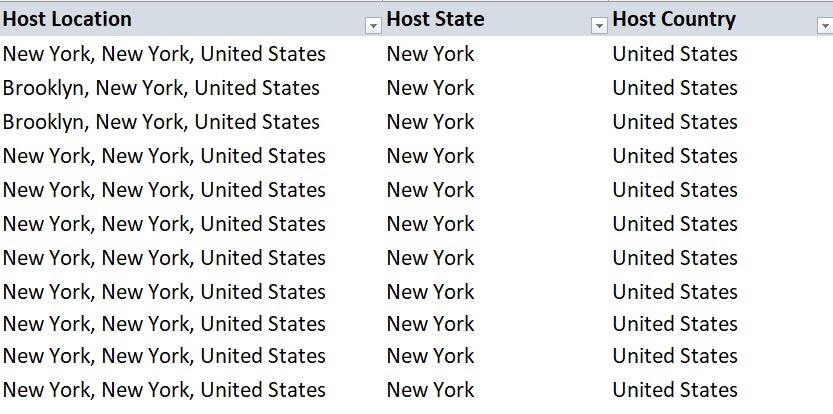 Host Location Host State Host Country
New York, New York, United States New York United States
Brooklyn, New York, United States New York United States
Brooklyn, New York, United States New York United States
New York, New York, United States New York United States
New York, New York, United States New York United States
New York, New York, United States New York United States
New York, New York, United States New York United States
New York, New York, United States New York United States
New York, New York, United States New York United States
New York, New York, United States New York United States
New York, New York, United States New York United States